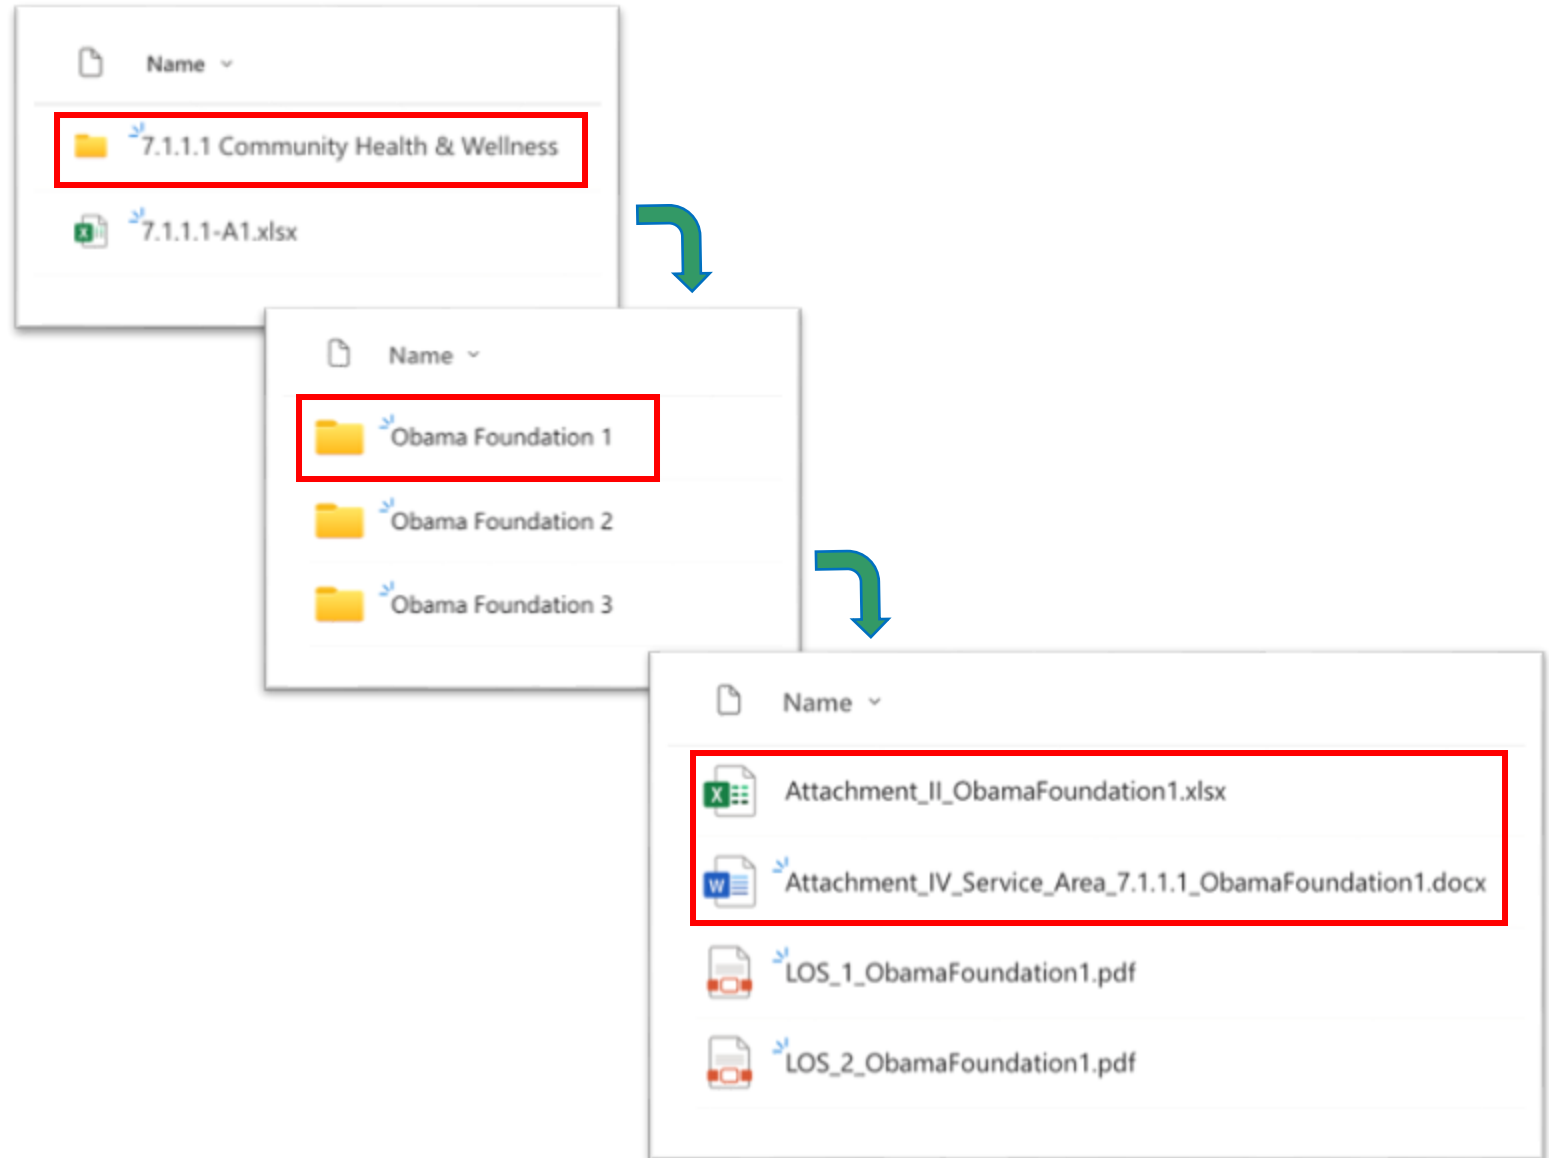 Name
7.1.1.1 Community Health & Wellness
7.1.1.1-A1.xlsx
Name
Obama Foundation 1
Obama Foundation 2
Obama Foundation 3
Name
Attachment_II_ObamaFoundation1.xlsx
Attachment_IV_Service_Area_7.1.1.1_ObamaFoundation1.docx
LOS_1_ObamaFoundation1.pdf
LOS_2_ObamaFoundation1.pdf